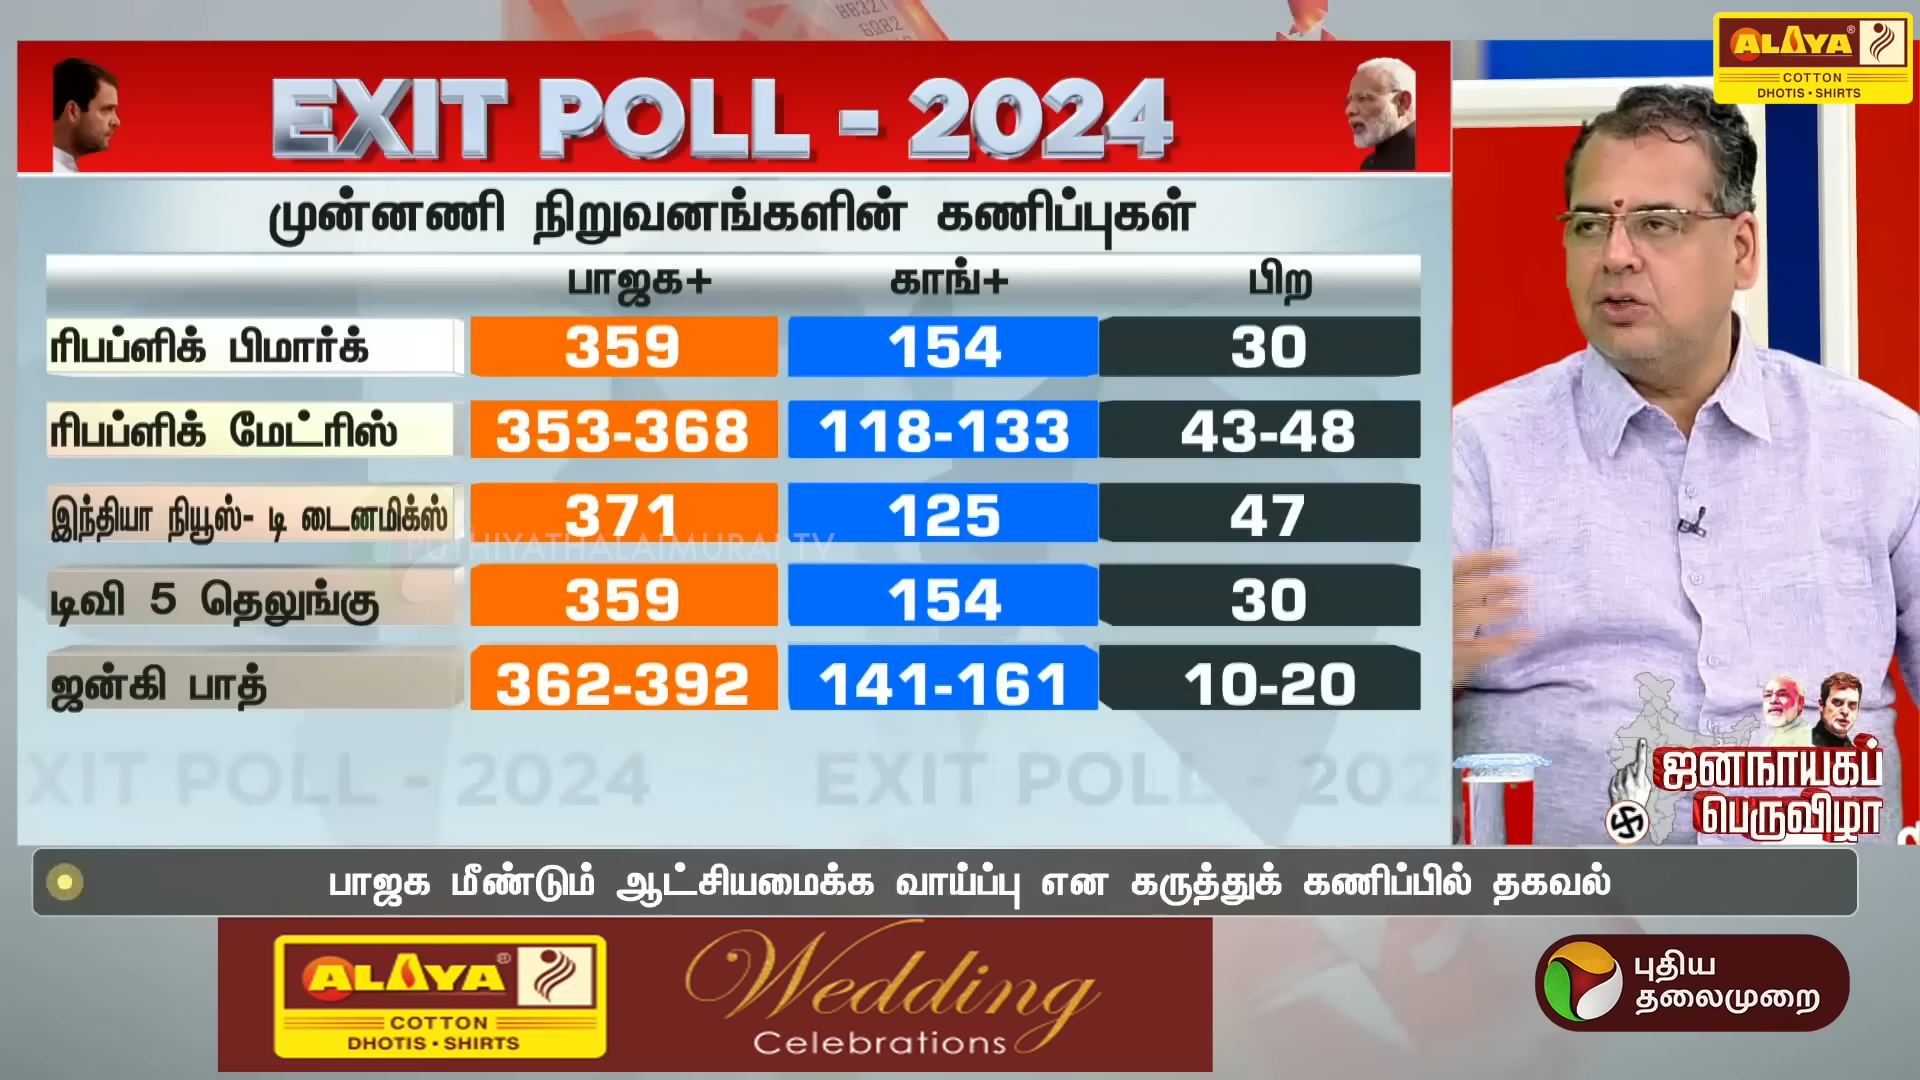 ALAYA®
COTTON
DHOTIS • SHIRTS
EXIT POLL - 2024
முன்னணி நிறுவனங்களின் கணிப்புகள்
பாஜக+ காங்+ பிற
ரிபப்ளிக் பிமார்க் 359 154 30
ரிபப்ளிக் மேட்ரிஸ் 353-368 118-133 43-48
இந்தியா நியூஸ்- டி டைனமிக்ஸ் 371 125 47
PUTHIYATHALAIMURAI TV
டிவி 5 தெலுங்கு 359 154 30
ஜன்கி பாத் 362-392 141-161 10-20
EXIT POLL - 2024 EXIT POLL - 202
ஜனநாயகப்
பெருவிழா
பாஜக மீண்டும் ஆட்சியமைக்க வாய்ப்பு என கருத்துக் கணிப்பில் தகவல்
ALAYA®
COTTON
DHOTIS • SHIRTS
Wedding
Celebrations
புதிய
தலைமுறை